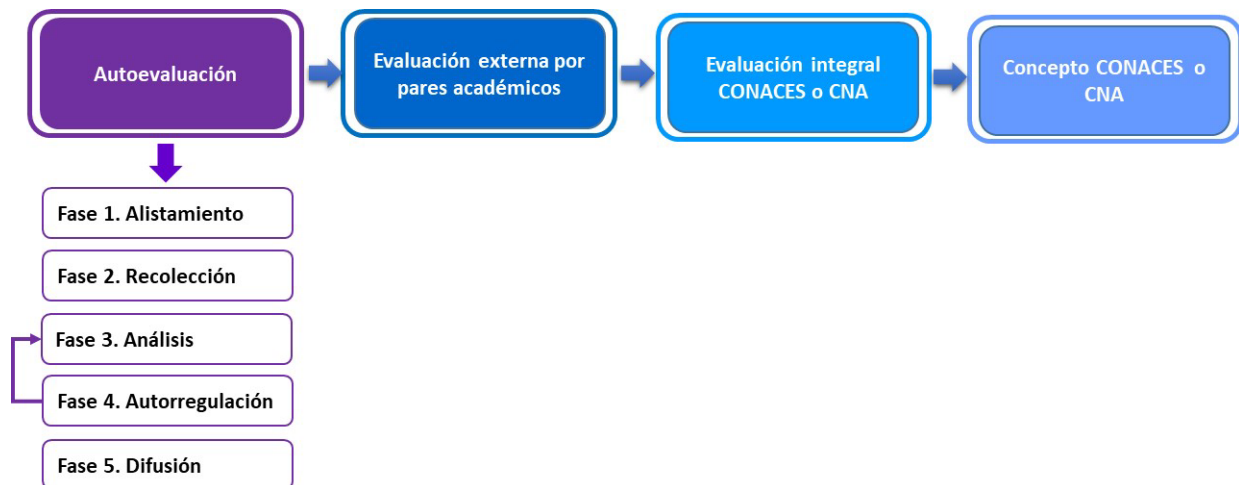 Autoevaluación
Evaluación externa por
pares académicos
Evaluación integral
CONACES o CNA
Concepto CONACES o
CNA
Fase 1. Alistamiento
Fase 2. Recolección
Fase 3. Análisis
Fase 4. Autorregulación
Fase 5. Difusión